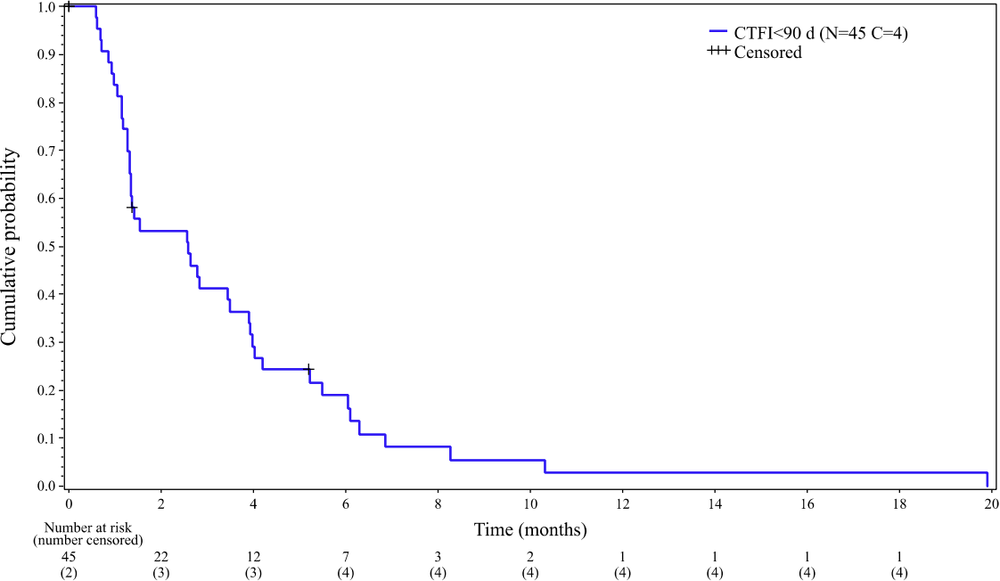 CTFI<90 d (N=45 C=4)
Censored
Cumulative probability
1.0
0.9
0.8
0.7
0.6
0.5
0.4
0.3
0.2
0.1
0.0
0 2 4 6 8 10 12 14 16 18 20
Time (months)
Number at risk
(number censored)
45 22 12 7 3 2 1 1 1 1
(2) (3) (3) (4) (4) (4) (4) (4) (4) (4)